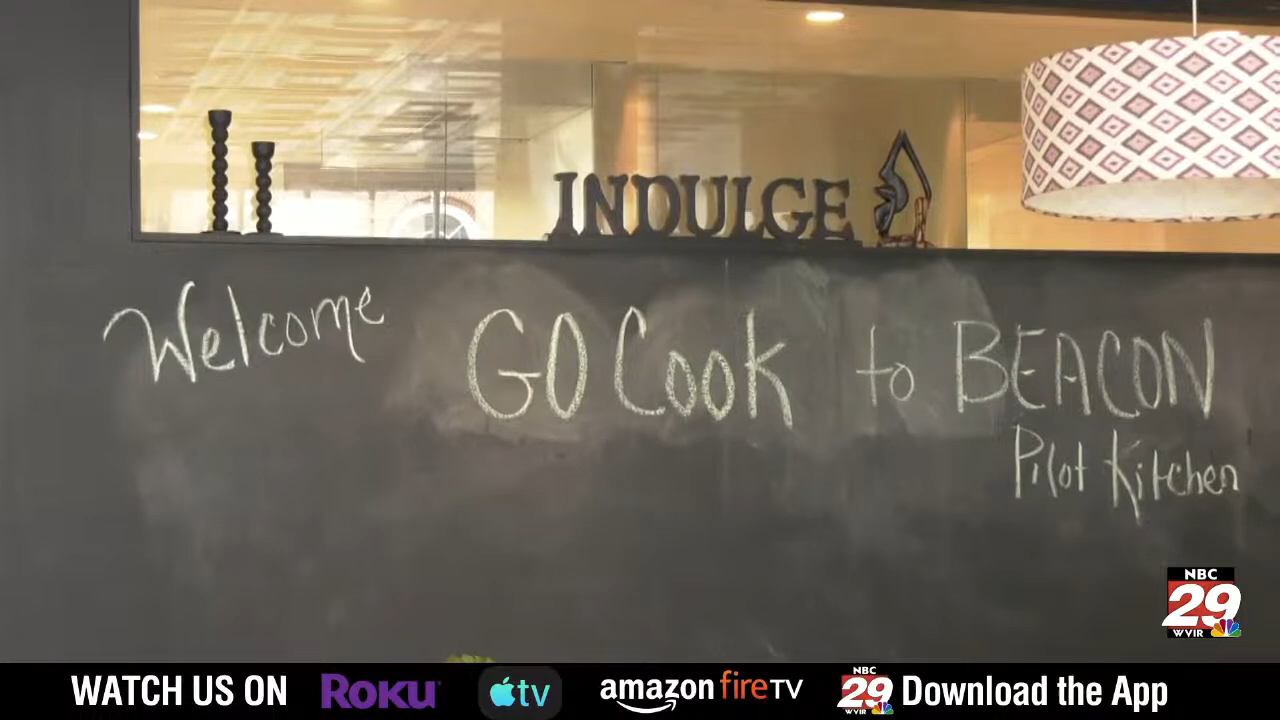 INDULGE
Welcome GO Cook to BEACON
Pilot Kitchen
NBC
29
WVIR
WATCH US ON Roku tv amazon fireTV NBC 29 WVIR Download the App